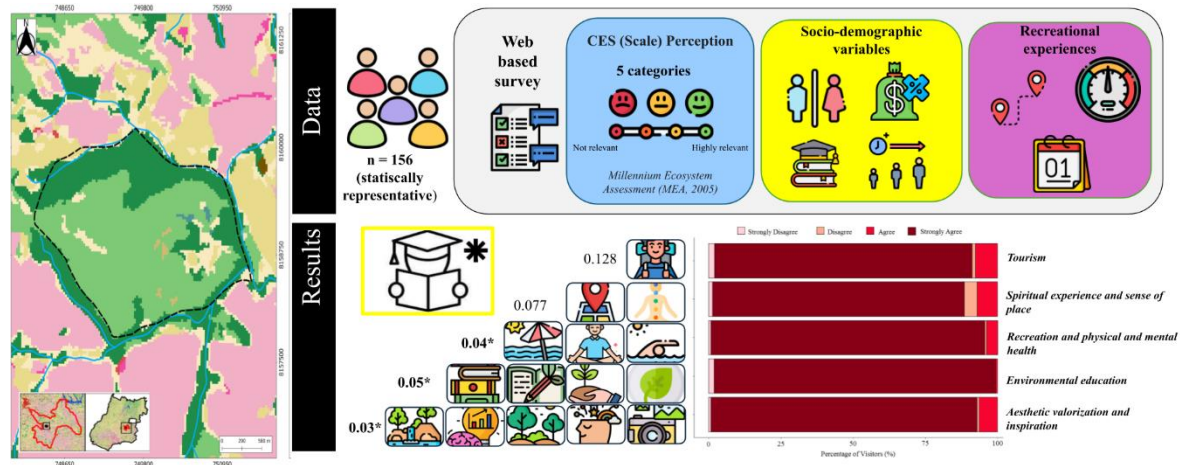 748650 749800 750950
8161250
8160000
8158750
8157500
748650 749800 750950
0 280 560 m
Data
n = 156
(statiscally
representative)
Web
based
survey
CES (Scale) Perception
5 categories
Not relevant Highly relevant
Millennium Ecosystem
Assessment (MEA, 2005)
Socio-demographic
variables
Recreational
experiences
01
Results
0.128
0.077
0.04*
0.05*
0.03*
Strongly Disagree Disagree Agree Strongly Agree
Tourism
Spiritual experience and sense of
place
Recreation and physical and mental
health
Environmental education
Aesthetic valorization and
inspiration
0 25 50 75 100
Percentage of Visitors (%)